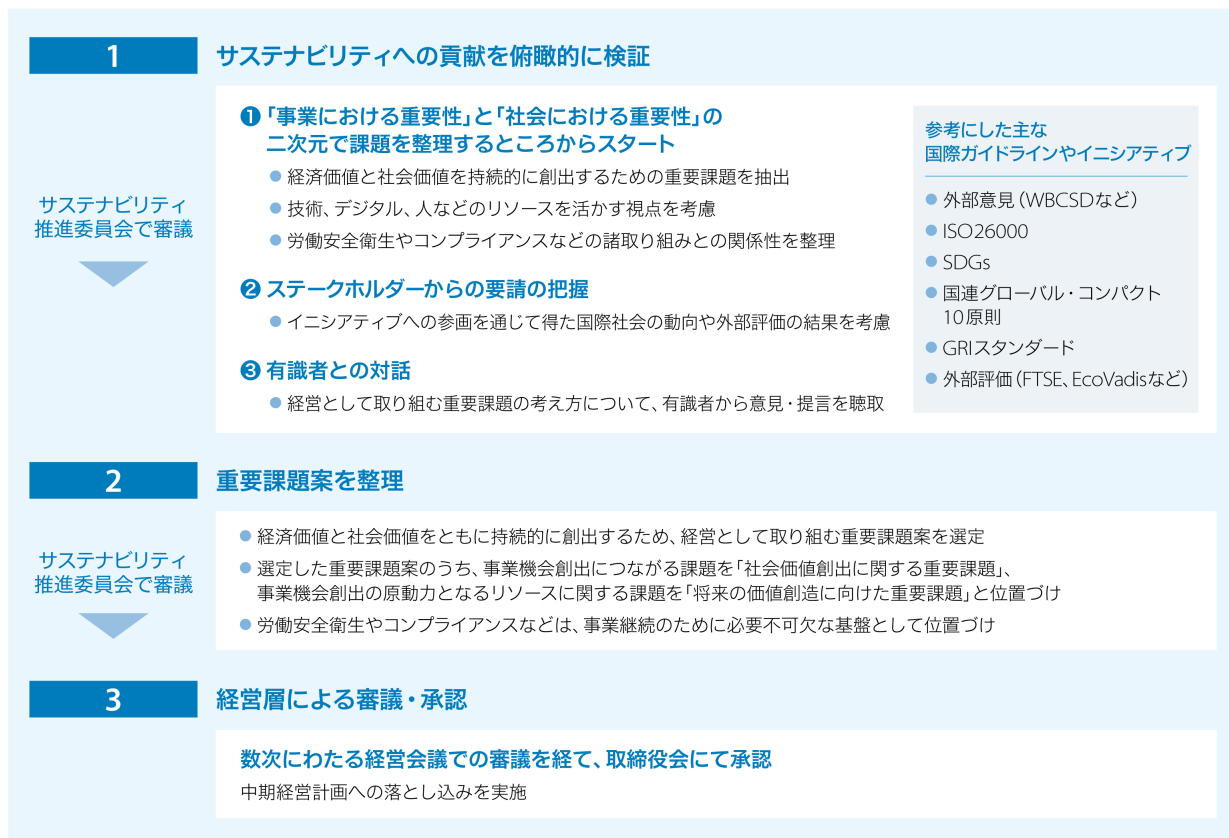 1
サステナビリティへの貢献を俯瞰的に検証
サステナビリティ
推進委員会で審議
❶「事業における重要性」と「社会における重要性」の
二次元で課題を整理するところからスタート
● 経済価値と社会価値を持続的に創出するための重要課題を抽出
● 技術、デジタル、人などのリソースを活かす視点を考慮
● 労働安全衛生やコンプライアンスなどの諸取り組みとの関係性を整理
❷ ステークホルダーからの要請の把握
● イニシアティブへの参画を通じて得た国際社会の動向や外部評価の結果を考慮
❸ 有識者との対話
● 経営として取り組む重要課題の考え方について、有識者から意見・提言を聴取
参考にした主な
国際ガイドラインやイニシアティブ
● 外部意見（WBCSDなど）
● ISO26000
● SDGs
● 国連グローバル・コンパクト
10原則
● GRIスタンダード
● 外部評価（FTSE、EcoVadisなど）
2
重要課題案を整理
サステナビリティ
推進委員会で審議
● 経済価値と社会価値をともに持続的に創出するため、経営として取り組む重要課題案を選定
● 選定した重要課題案のうち、事業機会創出につながる課題を「社会価値創出に関する重要課題」、
事業機会創出の原動力となるリソースに関する課題を「将来の価値創造に向けた重要課題」と位置づけ
● 労働安全衛生やコンプライアンスなどは、事業継続のために必要不可欠な基盤として位置づけ
3
経営層による審議・承認
数次にわたる経営会議での審議を経て、取締役会にて承認
中期経営計画への落とし込みを実施